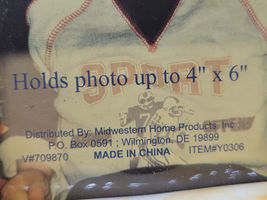 Holds photo up to 4" x 6"
SPORT
76
Distributed By: Midwestern Home Products, Inc.
P.O. Box 0591 ; Wilmington, DE 19899
V#709870 MADE IN CHINA ITEM#Y0306